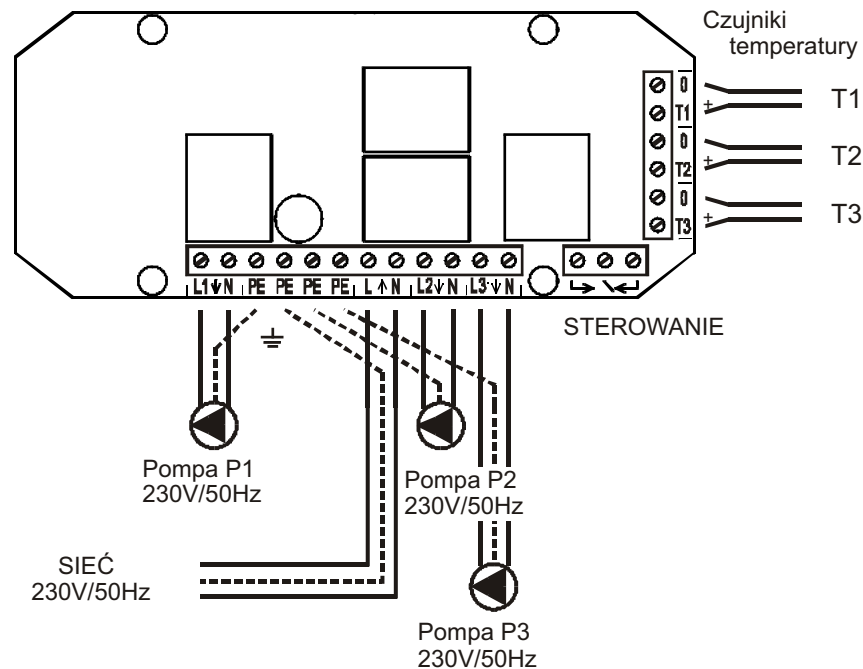 Czujniki
temperatury
0
T1
0
T2
0
T3
+
+
+
T1
T2
T3
L1 N PE PE PE PE L N L2 N L3 N
STEROWANIE
Pompa P1
230V/50Hz
Pompa P2
230V/50Hz
SIEĆ
230V/50Hz
Pompa P3
230V/50Hz